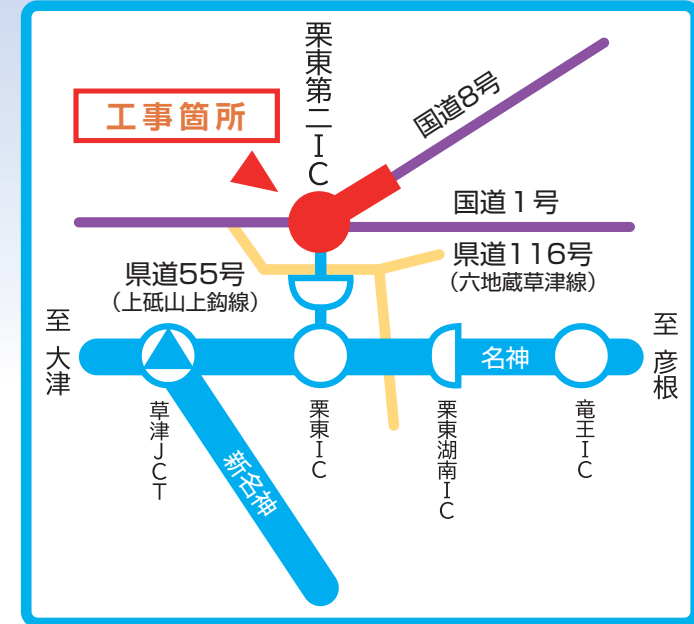 栗東第二IC
工事箇所
国道8号
国道1号
県道116号
(六地蔵草津線)
県道55号
(上砥山上鈎線)
至 大津
至 彦根
名神
草津JCT
栗東IC
栗東湖南IC
竜王IC
新名神